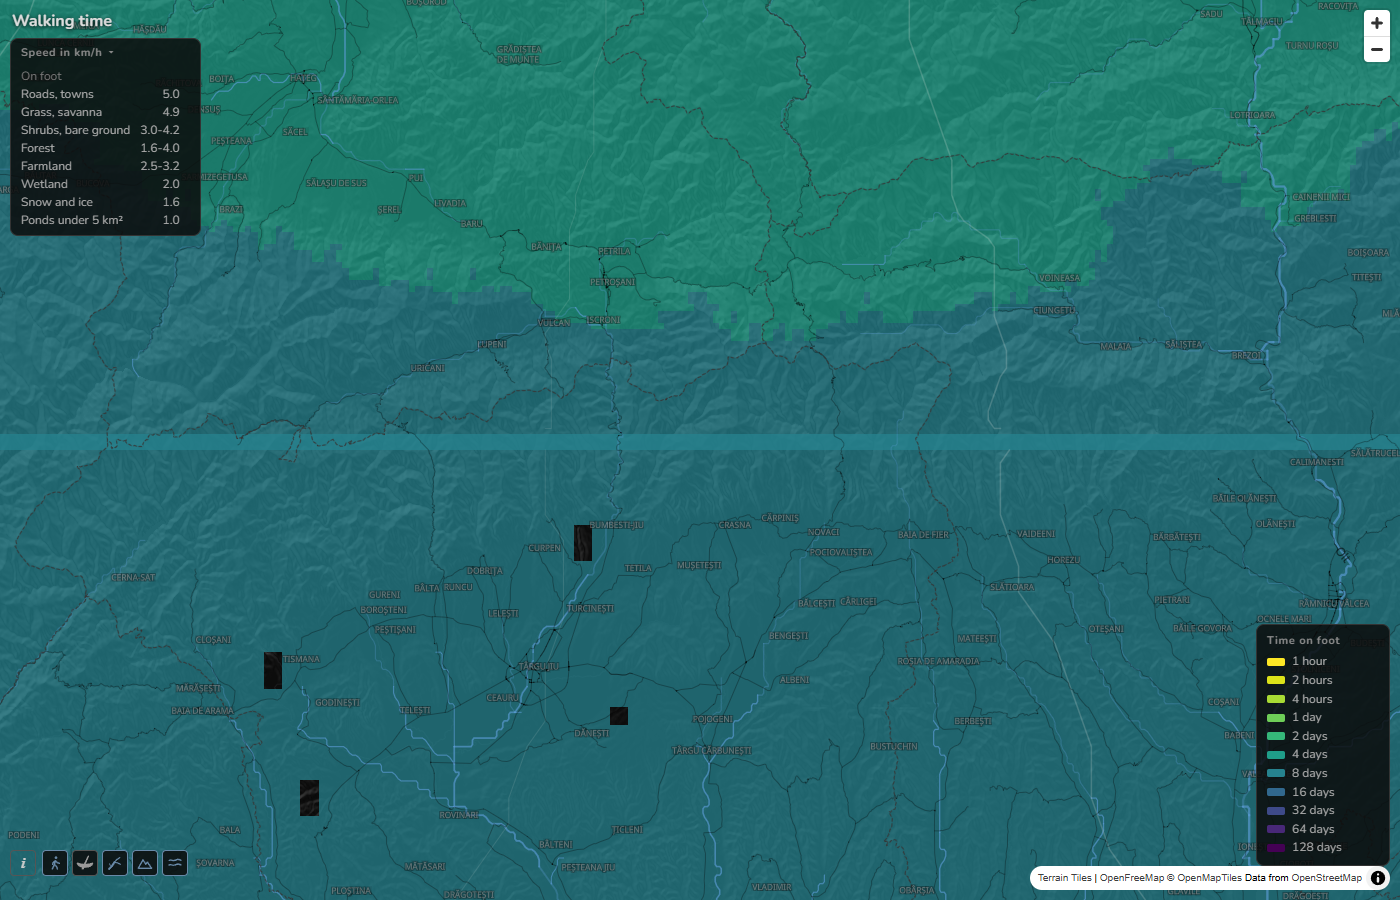 Walking time
Speed in km/h
On foot
Roads, towns 5.0
Grass, savanna 4.9
Shrubs, bare ground 3.0-4.2
Forest 1.6-4.0
Farmland 2.5-3.2
Wetland 2.0
Snow and ice 1.6
Ponds under 5 km² 1.0
RACOVIȚA
SADU
TĂLMACIU
TURNU ROȘU
GRĂDIȘTEA
DE MUNTE
BOIȚA
HAȚEG
SÂNTĂMĂRIA ORLEA
LOTRIOARA
SĂCEL
PEȘTEANA
SĂLAȘU DE SUS
PUI
LIVADIA
ȘEREL
BARU
BRAZI
CAINENII MICI
GREBLEȘTI
BĂNIȚA
PETRILA
BOIȘOARA
TITEȘTI
PETROȘANI
VOINEASA
VULCAN
ISCRONI
LUPENI
MALAIA
SĂLIȘTEA
BREZOI
URICANI
CALIMANEȘTI
BĂILE OLĂNEȘTI
OLĂNEȘTI
BUMBEȘTI-JIU
CRASNA
CĂRPINIȘ
NOVACI
BAIA DE FIER
VAIDEENI
BĂRBĂTEȘTI
CURPEN
POCIOVALIȘTEA
HOREZU
TETILA
MUȘETEȘTI
DOBRIȚA
CERNA-SAT
BÂLTA
RUNCU
GURENI
SLĂTIOARA
BOROȘTENI
LELEȘTI
TURCINEȘTI
BĂLCEȘTI
CÂRLIGEI
PIETRARI
RÂMNICU VÂLCEA
OCNELE MARI
PEȘTIȘANI
BENGEȘTI
MATEEȘTI
OTEȘANI
BĂILE GOVORA
CLOȘANI
TISMANA
TÂRGU JIU
ROȘIA DE AMARADIA
MĂRĂȘEȘTI
CEAURU
ALBENI
GODINEȘTI
TELEȘTI
BAIA DE ARAMA
POJOGENI
BERBEȘTI
COȘANI
DĂNEȘTI
TÂRGU CĂRBUNEȘTI
BUSTUCHIN
ROVINARI
BALA
PODENI
TICLENI
BÂLTENI
ȘOVARNA
MĂTĂSARI
PEȘTEANA JIU
PLOȘTINA
DRĂGOTEȘTI
VLADIMIR
OBÂRȘIA
Time on foot
1 hour
2 hours
4 hours
1 day
2 days
4 days
8 days
16 days
32 days
64 days
128 days
Terrain Tiles | OpenFreeMap © OpenMapTiles Data from OpenStreetMap